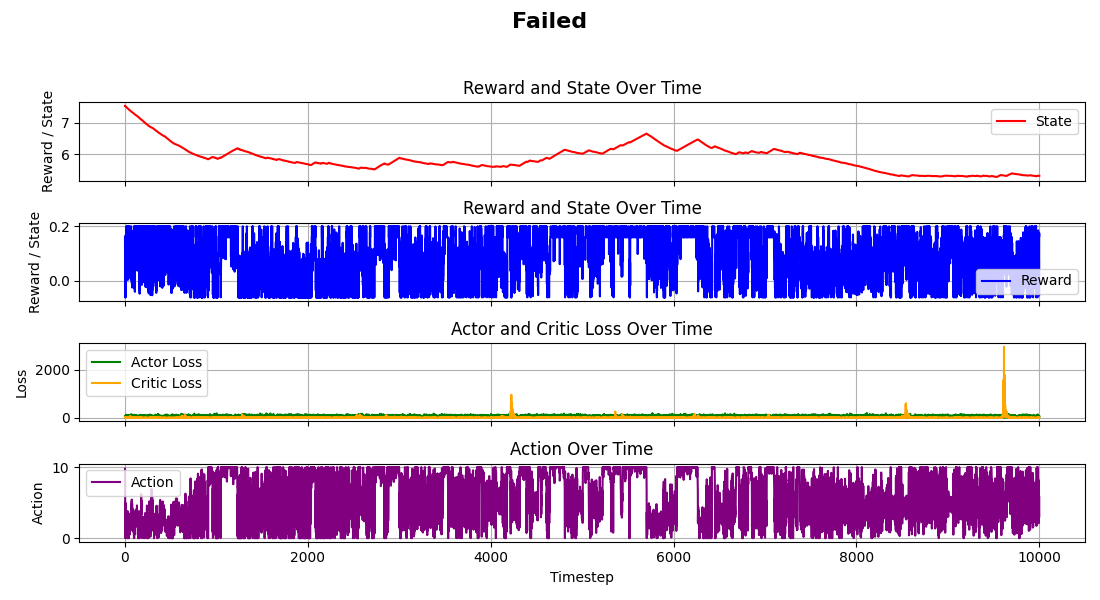 Failed
Reward and State Over Time
Reward / State
7
6
State
Reward and State Over Time
Reward / State
0.2
0.0
Reward
Actor and Critic Loss Over Time
Loss
2000
0
Actor Loss
Critic Loss
Action Over Time
Action
10
0
Action
0 2000 4000 6000 8000 10000
Timestep